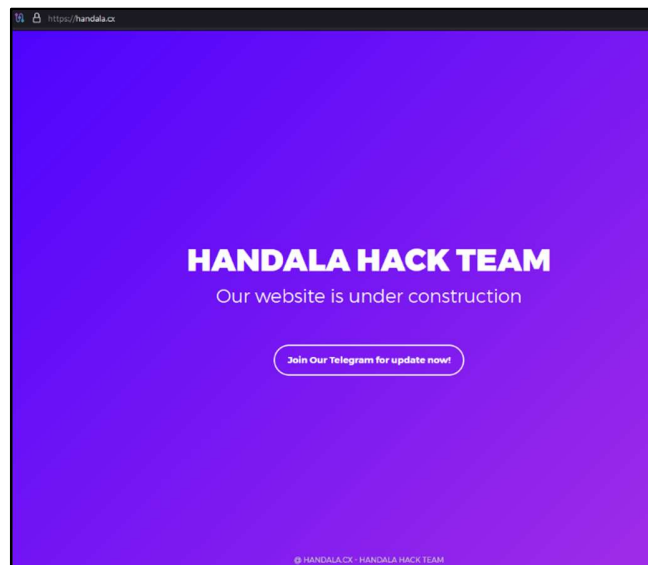 https://handala.cx
HANDALA HACK TEAM
Our website is under construction
Join Our Telegram for update now!
@ HANDALA.CX - HANDALA HACK TEAM